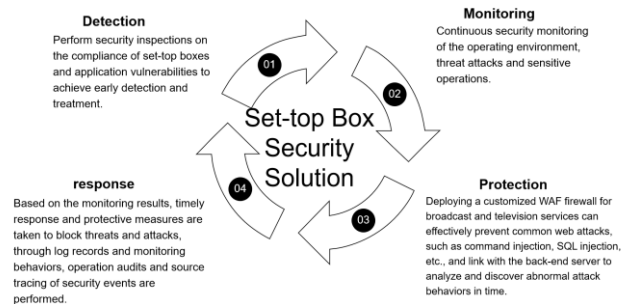 Detection
Perform security inspections on
the compliance of set-top boxes
and application vulnerabilities to
achieve early detection and
treatment.
01
Monitoring
Continuous security monitoring
of the operating environment,
threat attacks and sensitive
operations.
02
Set-top Box
Security
Solution
response
Based on the monitoring results, timely
response and protective measures are
taken to block threats and attacks,
through log records and monitoring
behaviors, operation audits and source
tracing of security events are
performed.
04
Protection
Deploying a customized WAF firewall for
broadcast and television services can
effectively prevent common web attacks,
such as command injection, SQL injection,
etc., and link with the back-end server to
analyze and discover abnormal attack
behaviors in time.
03